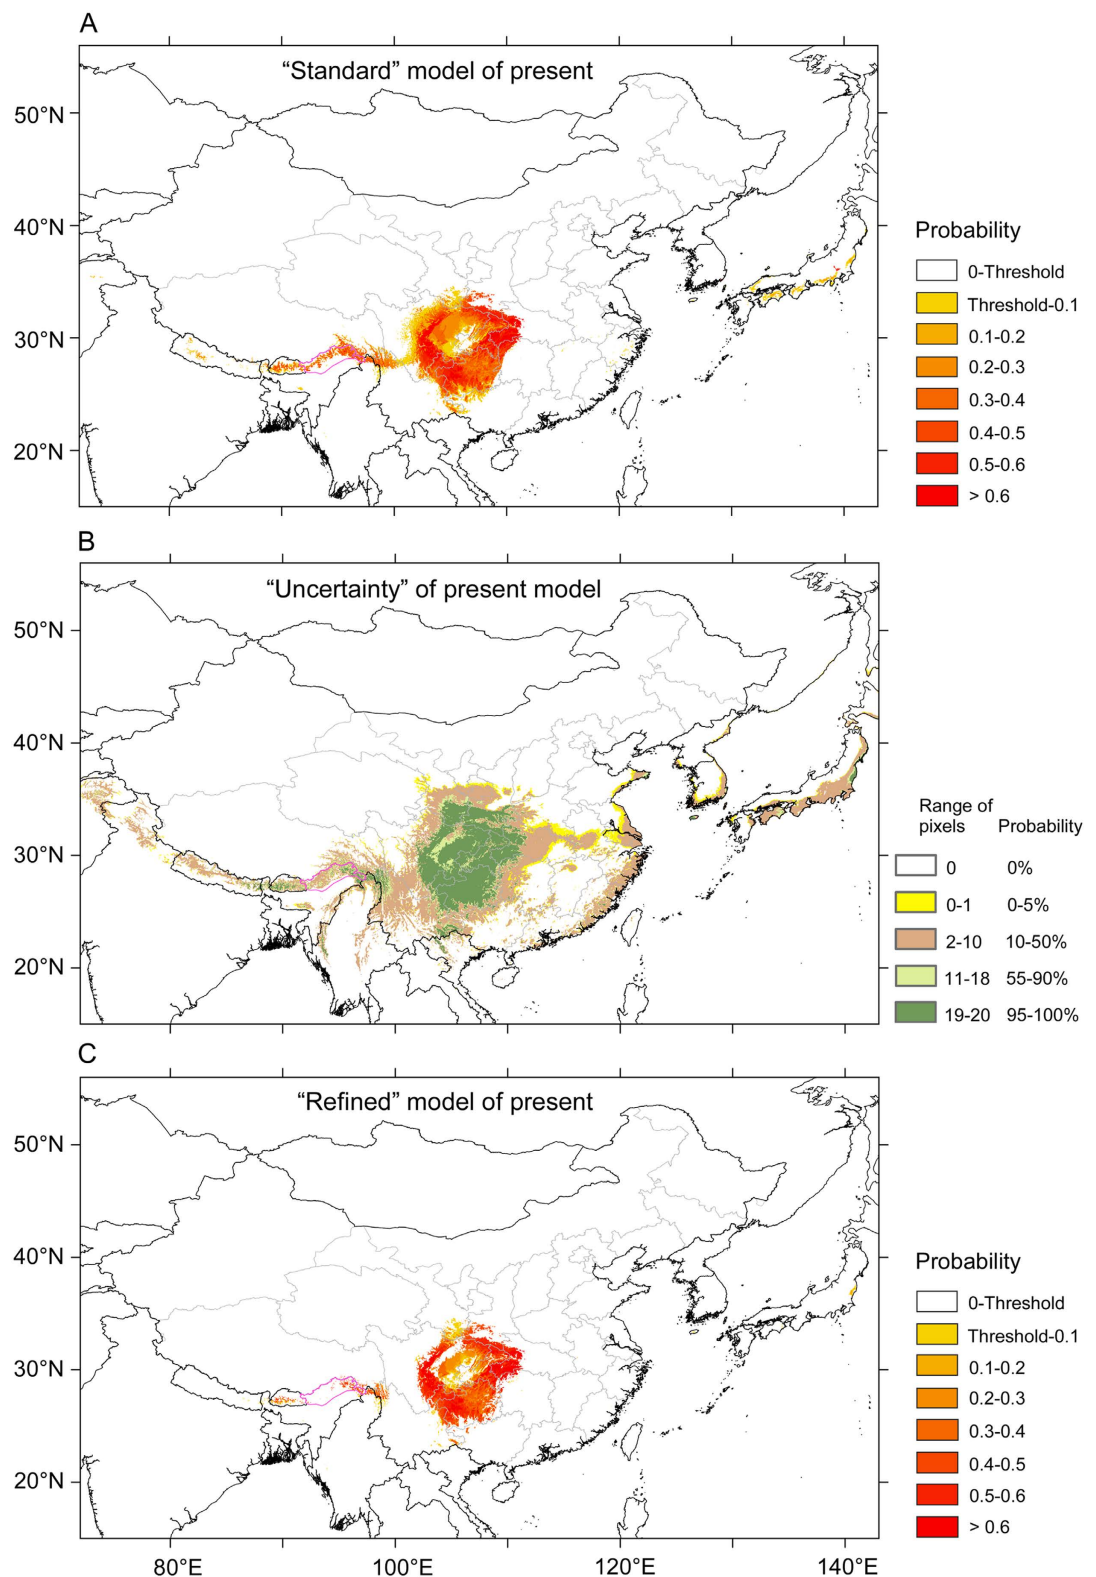 A
“Standard” model of present
50°N
40°N
30°N
20°N
Probability
0-Threshold
Threshold-0.1
0.1-0.2
0.2-0.3
0.3-0.4
0.4-0.5
0.5-0.6
> 0.6
B
“Uncertainty” of present model
50°N
40°N
30°N
20°N
Range of pixels Probability
0 0%
0-1 0-5%
2-10 10-50%
11-18 55-90%
19-20 95-100%
C
“Refined” model of present
50°N
40°N
30°N
20°N
80°E 100°E 120°E 140°E
Probability
0-Threshold
Threshold-0.1
0.1-0.2
0.2-0.3
0.3-0.4
0.4-0.5
0.5-0.6
> 0.6